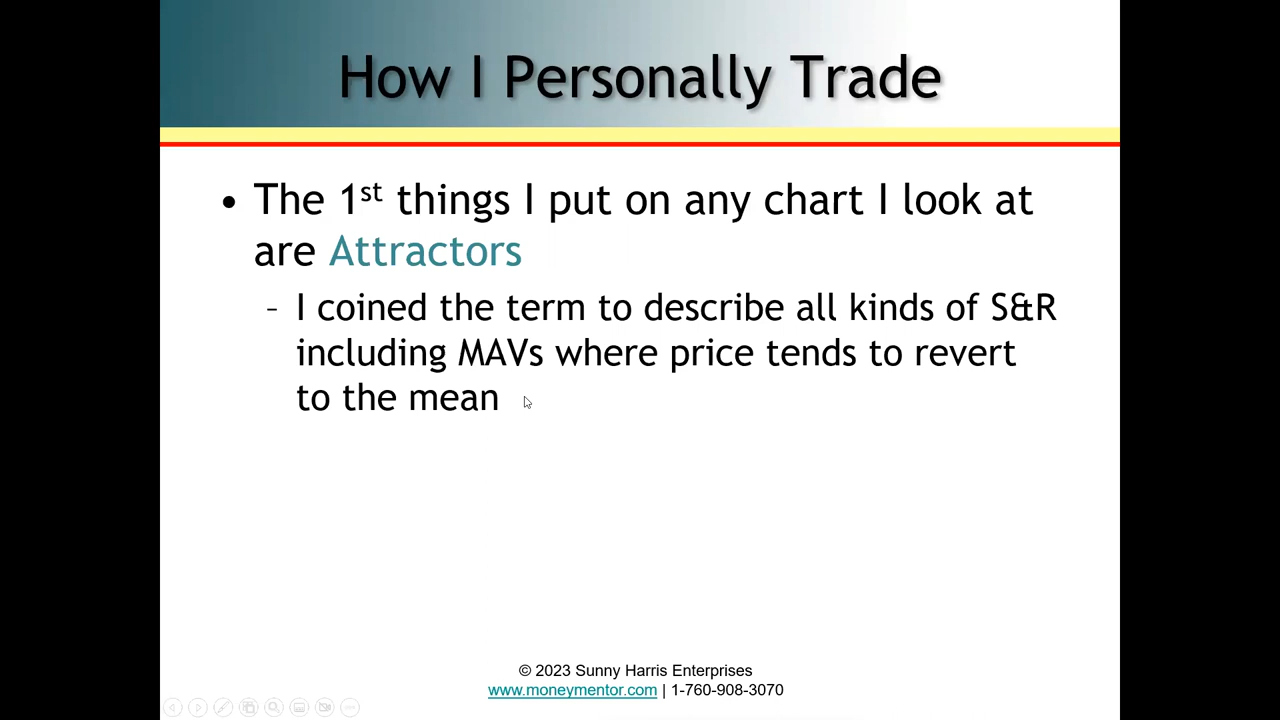 How I Personally Trade
• The 1st things I put on any chart I look at
are Attractors
– I coined the term to describe all kinds of S&R
including MAVs where price tends to revert
to the mean
© 2023 Sunny Harris Enterprises
www.moneymentor.com | 1-760-908-3070